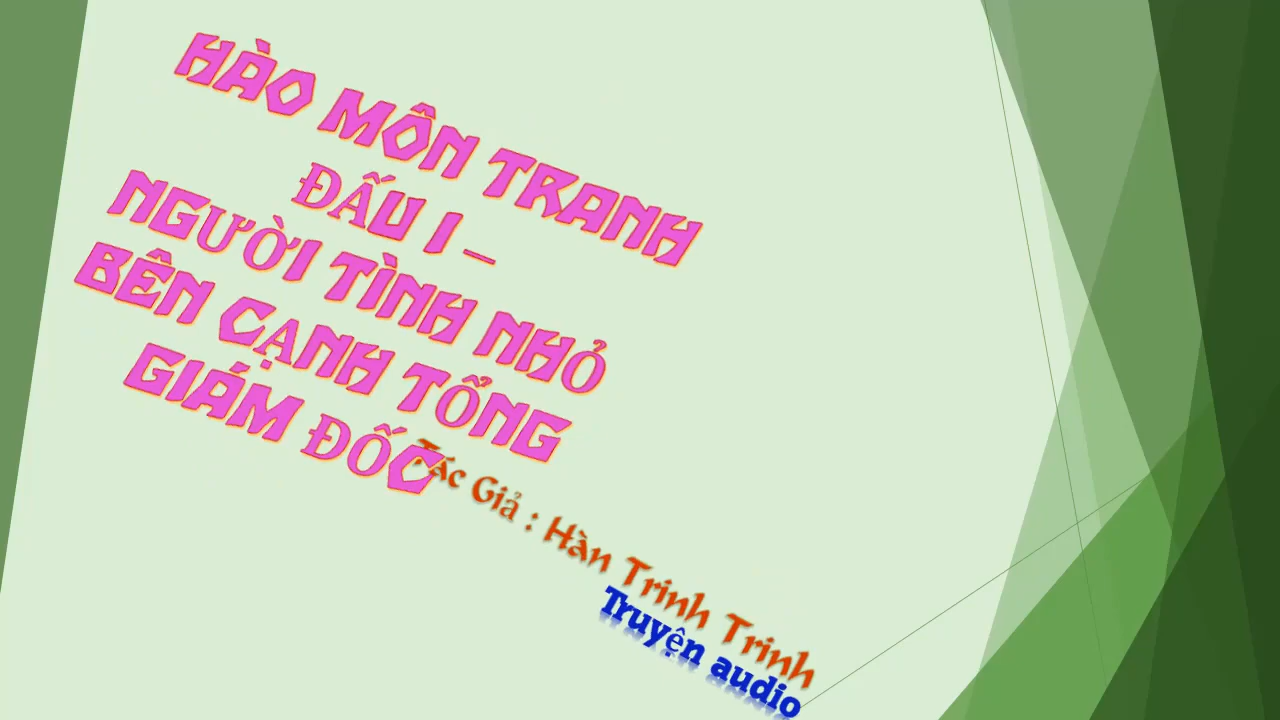 HÀO MÔN TRANH
ĐẤU I –
NGƯỜI TÌNH NHỎ
BÊN CẠNH TỔNG
GIÁM ĐỐC
Tác Giả : Hàn Trinh Trinh
Truyện audio